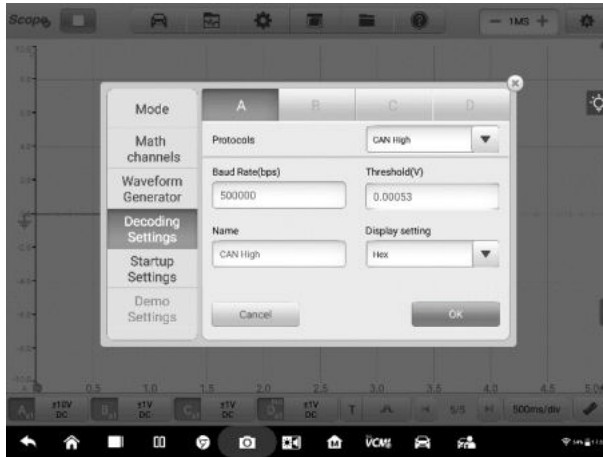 Scope
1MS
Mode
Math
channels
Waveform
Generator
Decoding
Settings
Startup
Settings
Demo
Settings
A B C D
Protocols CAN High
Baud Rate(bps) Threshold(V)
500000 0.00053
Name Display setting
CAN High Hex
Cancel OK
0.5 1.0 1.5 2.0 2.5 3.0 3.5 4.0 4.5 5.0
A ±10V DC B ±1V DC C ±1V DC D ±1V DC T 5/5 500ms/div
VCMI